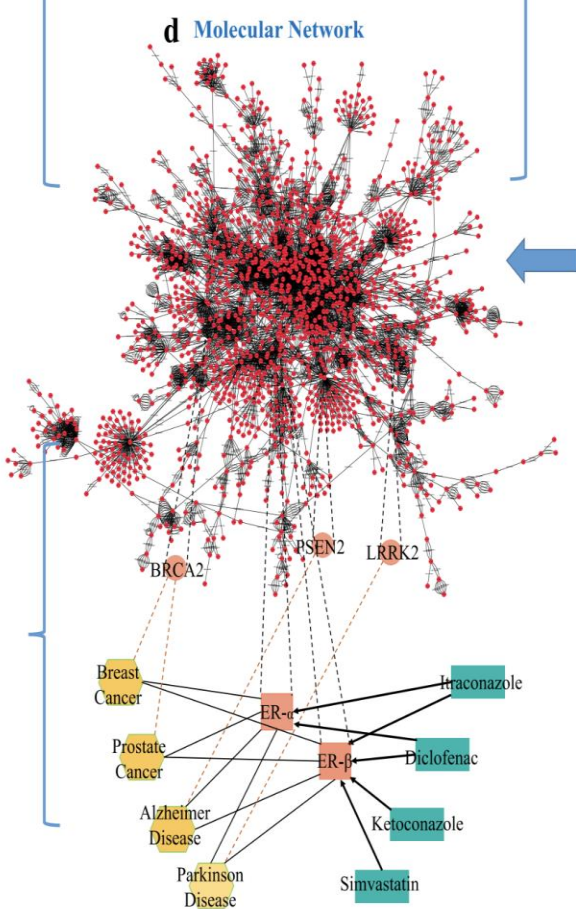 d Molecular Network
BRCA2
PSEN2
LRRK2
Breast
Cancer
Itraconazole
ER-α
Prostate
Cancer
ER-β
Diclofenac
Alzheimer
Disease
Ketoconazole
Parkinson
Disease
Simvastatin